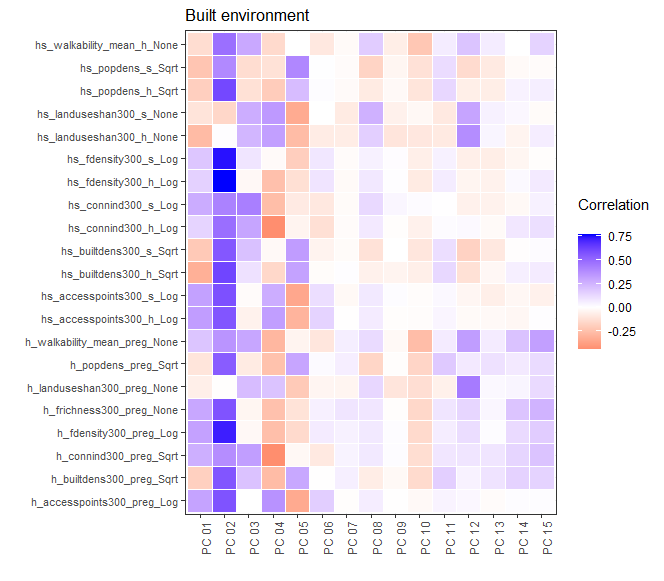 Built environment
hs_walkability_mean_h_None
hs_popdens_s_Sqrt
hs_popdens_h_Sqrt
hs_landuseshan300_s_None
hs_landuseshan300_h_None
hs_fdensity300_s_Log
hs_fdensity300_h_Log
hs_connind300_s_Log
hs_connind300_h_Log
hs_builtdens300_s_Sqrt
hs_builtdens300_h_Sqrt
hs_accesspoints300_s_Log
hs_accesspoints300_h_Log
h_walkability_mean_preg_None
h_popdens_preg_Sqrt
h_landuseshan300_preg_None
h_frichness300_preg_None
h_fdensity300_preg_Log
h_connind300_preg_Sqrt
h_builtdens300_preg_Sqrt
h_accesspoints300_preg_Log
PC 01
PC 02
PC 03
PC 04
PC 05
PC 06
PC 07
PC 08
PC 09
PC 10
PC 11
PC 12
PC 13
PC 14
PC 15
Correlation
0.75
0.50
0.25
0.00
-0.25